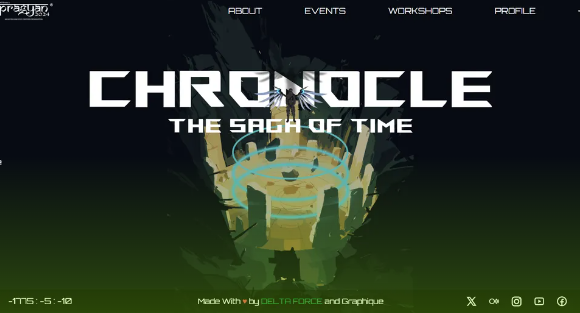 pragyan
2024
ABOUT
EVENTS
WORKSHOPS
PROFILE
CHRONOCLE
THE SAGA OF TIME
-1775 : -5 : -10
Made With ♥ by DELTA FORCE and Graphique